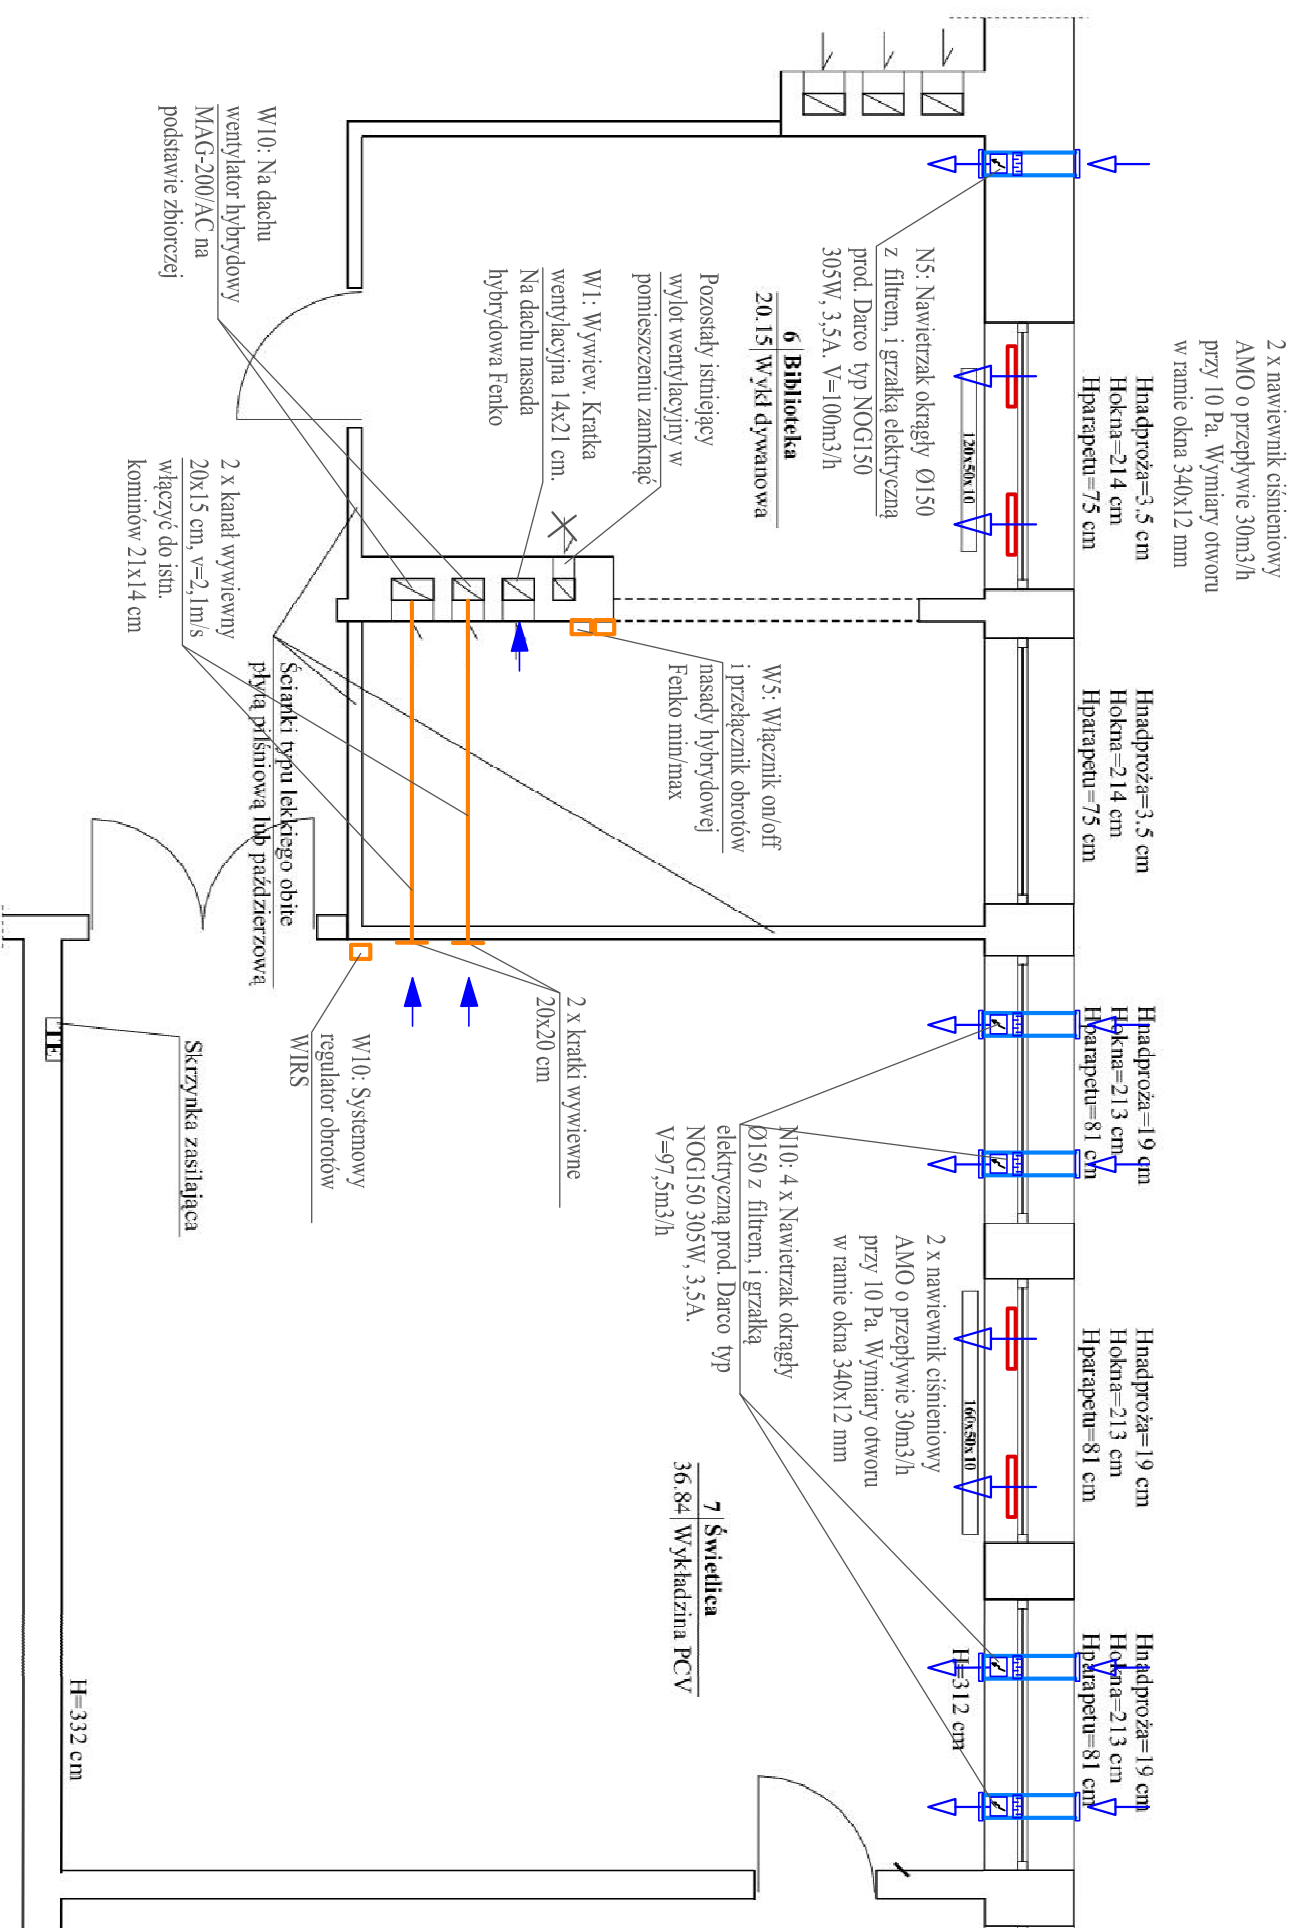 2 x nawiewnik ciśnieniowy
AMO o przepływie 30m3/h
przy 10 Pa. Wymiary otworu
w ramie okna 340x12 mm
Hnadproża=3,5 cm
Hokna=214 cm
Hparapetu=75 cm
Hnadproża=3,5 cm
Hokna=214 cm
Hparapetu=75 cm
Hnadproża=19 cm
Hokna=213 cm
Hparapetu=81 cm
Hnadproża=19 cm
Hokna=213 cm
Hparapetu=81 cm
Hnadproża=19 cm
Hokna=213 cm
Hparapetu=81 cm
120x50x10
160x50x10
H=312 cm
N5: Nawietrzak okrągły Ø150
z filtrem, i grzałką elektryczną
prod. Darco typ NOG150
305W, 3,5A. V=100m3/h
6 Biblioteka
20.15 Wykł dywanowa
Pozostały istniejący
wylot wentylacyjny w
pomieszczeniu zamknąć
W1: Wywiew. Kratka
wentylacyjna 14x21 cm.
Na dachu nasada
hybrydowa Fenko
W10: Na dachu
wentylator hybrydowy
MAG-200/AC na
podstawie zbiorczej
2 x kanał wywiewny
20x15 cm, v=2,1m/s
włączyć do istn.
kominów 21x14 cm
W5: Włącznik on/off
i przełącznik obrotów
nasady hybrydowej
Fenko min/max
Ścianki typu lekkiego obite
płytą pilśniową lub paździerzową
2 x kratki wywiewne
20x20 cm
W10: Systemowy
regulator obrotów
WIRS
TE
Skrzynka zasilająca
2 x nawiewnik ciśnieniowy
AMO o przepływie 30m3/h
przy 10 Pa. Wymiary otworu
w ramie okna 340x12 mm
N10: 4 x Nawietrzak okrągły
Ø150 z filtrem, i grzałką
elektryczną prod. Darco typ
NOG150 305W, 3,5A.
V=97,5m3/h
7 Świetlica
36.84 Wykładzina PCV
H=332 cm